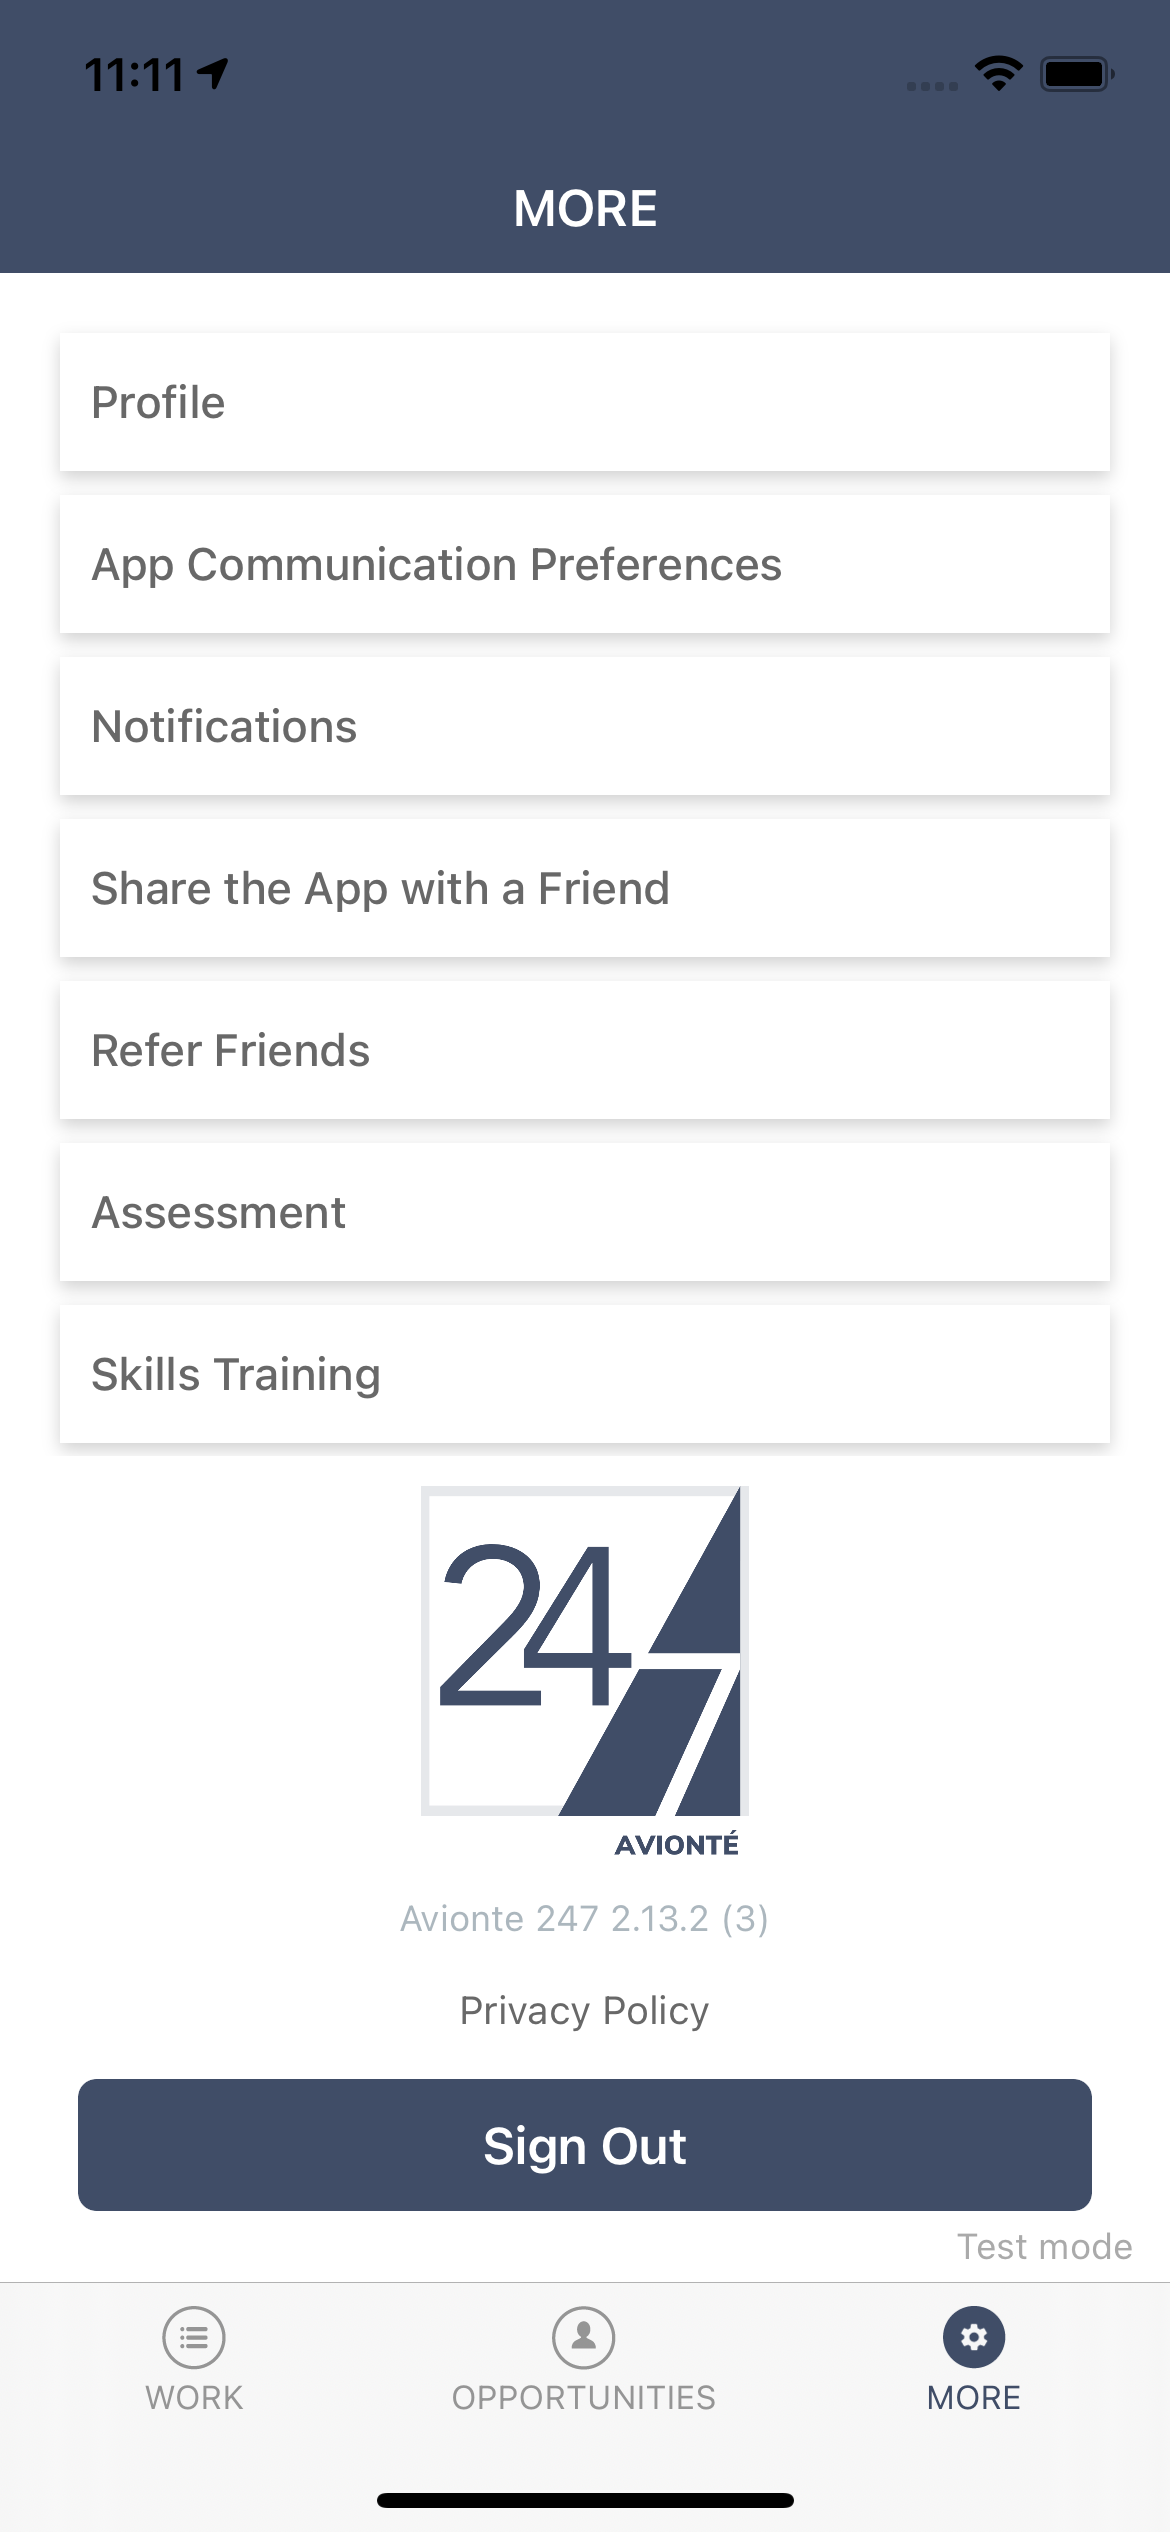 11:11
MORE
Profile
App Communication Preferences
Notifications
Share the App with a Friend
Refer Friends
Assessment
Skills Training
24
7
AVIONTÉ
Avionte 247 2.13.2 (3)
Privacy Policy
Sign Out
Test mode
WORK
OPPORTUNITIES
MORE